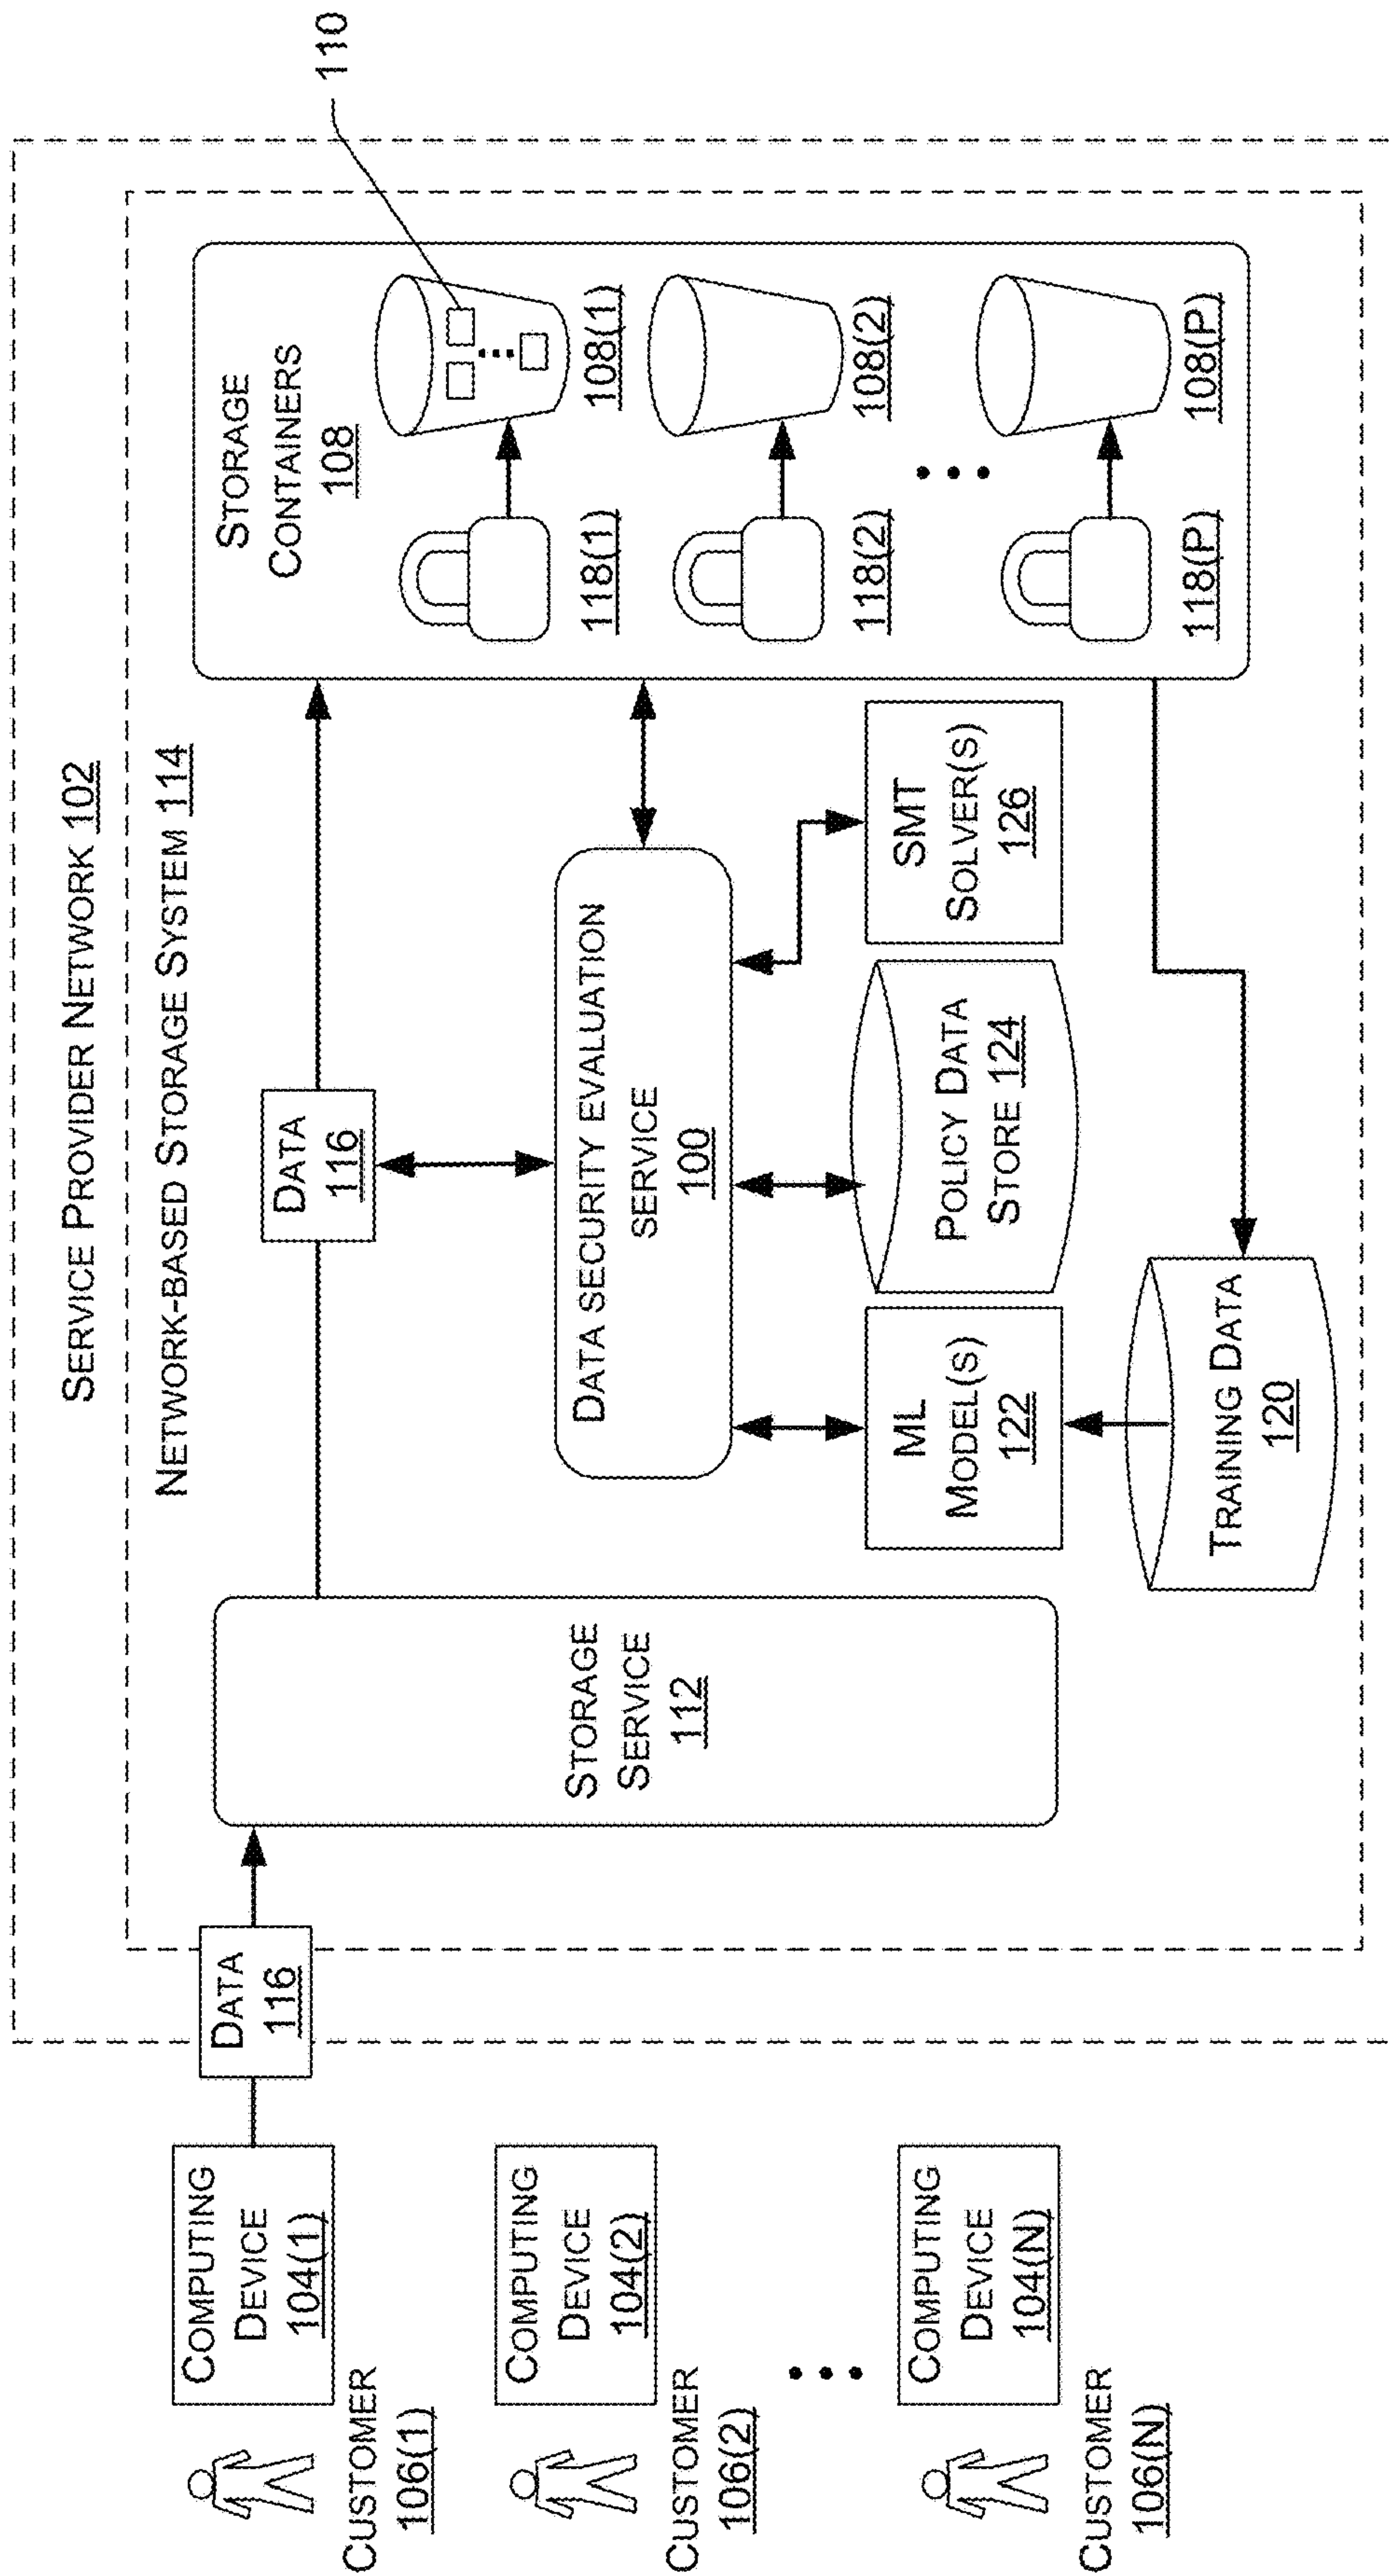 SERVICE PROVIDER NETWORK 102
NETWORK-BASED STORAGE SYSTEM 114
COMPUTING
DEVICE
104(1)
CUSTOMER
106(1)
COMPUTING
DEVICE
104(2)
CUSTOMER
106(2)
COMPUTING
DEVICE
104(N)
CUSTOMER
106(N)
DATA
116
STORAGE
SERVICE
112
DATA
116
DATA SECURITY EVALUATION
SERVICE
100
ML
MODEL(S)
122
POLICY DATA
STORE 124
SMT
SOLVER(S)
126
TRAINING DATA
120
STORAGE
CONTAINERS
108
110
118(1)
108(1)
118(2)
108(2)
118(P)
108(P)